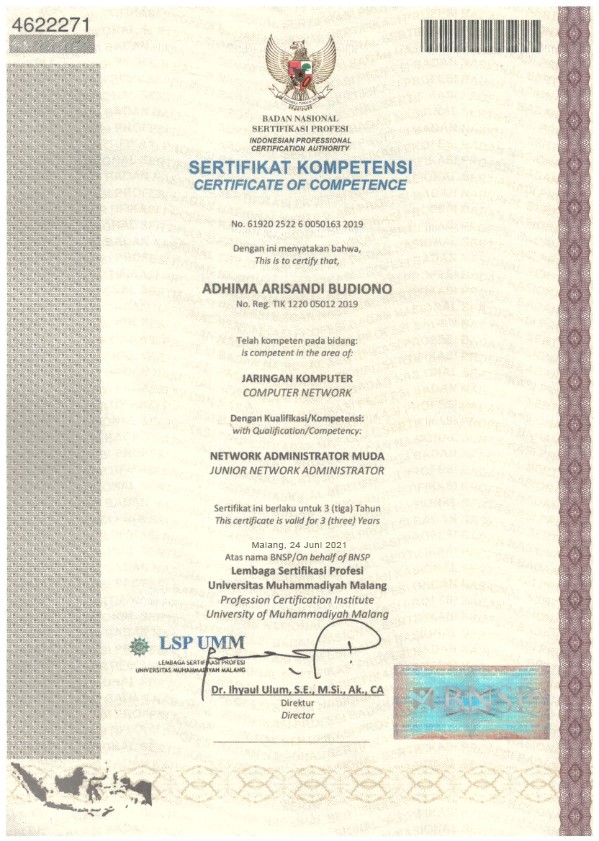 4622271
BADAN NASIONAL
SERTIFIKASI PROFESI
INDONESIAN PROFESSIONAL
CERTIFICATION AUTHORITY
SERTIFIKAT KOMPETENSI
CERTIFICATE OF COMPETENCE
No. 61920 2522 6 0050163 2019
Dengan ini menyatakan bahwa,
This is to certify that,
ADHIMA ARISANDI BUDIONO
No. Reg. TIK 1220 05012 2019
Telah kompeten pada bidang:
is competent in the area of:
JARINGAN KOMPUTER
COMPUTER NETWORK
Dengan Kualifikasi/Kompetensi:
with Qualification/Competency:
NETWORK ADMINISTRATOR MUDA
JUNIOR NETWORK ADMINISTRATOR
Sertifikat ini berlaku untuk 3 (tiga) Tahun
This certificate is valid for 3 (three) Years
Malang, 24 Juni 2021
Atas nama BNSP/On behalf of BNSP
Lembaga Sertifikasi Profesi
Universitas Muhammadiyah Malang
Profession Certification Institute
University of Muhammadiyah Malang
LSP UMM
LEMBAGA SERTIFIKASI PROFESI
UNIVERSITAS MUHAMMADIYAH MALANG
Dr. Ihyaul Ulum, S.E., M.Si., Ak., CA
Direktur
Director
BNSP